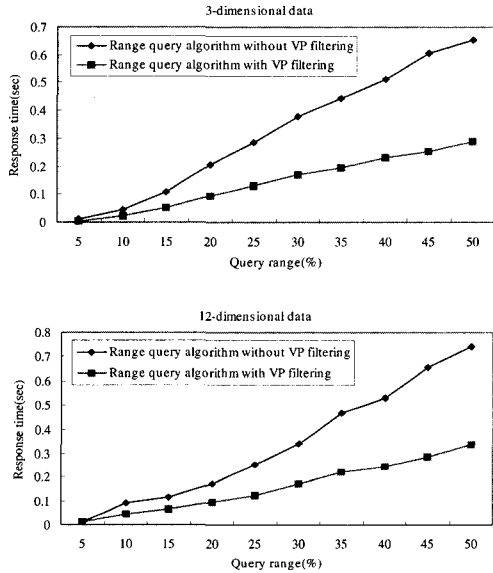 3-dimensional data
0.7
0.6
0.5
0.4
0.3
0.2
0.1
0
Response time(sec)
Range query algorithm without VP filtering
Range query algorithm with VP filtering
5 10 15 20 25 30 35 40 45 50
Query range(%)
12-dimensional data
0.8
0.7
0.6
0.5
0.4
0.3
0.2
0.1
0
Response time(sec)
Range query algorithm without VP filtering
Range query algorithm with VP filtering
5 10 15 20 25 30 35 40 45 50
Query range(%)